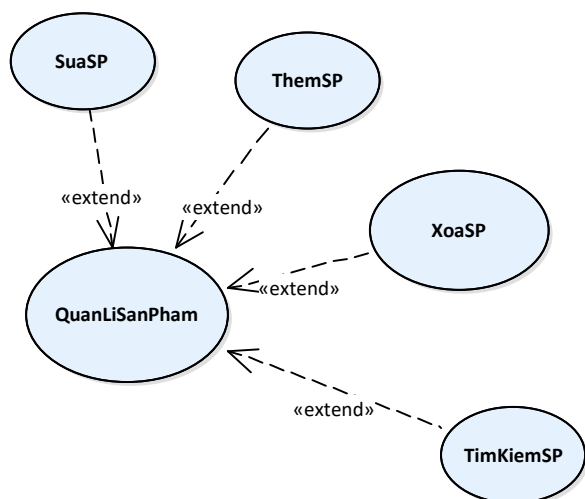 SuaSP
ThemSP
«extend»
«extend»
XoaSP
«extend»
QuanLiSanPham
«extend»
TimKiemSP